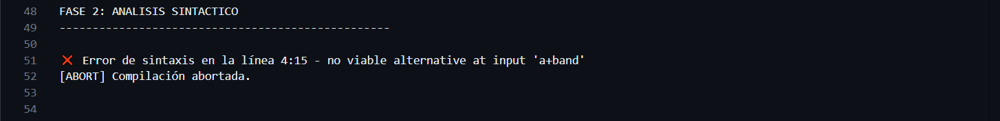 48 FASE 2: ANALISIS SINTACTICO
49 --------------------------------------------------
50
51 ❌ Error de sintaxis en la línea 4:15 - no viable alternative at input 'a+band'
52 [ABORT] Compilación abortada.
53
54